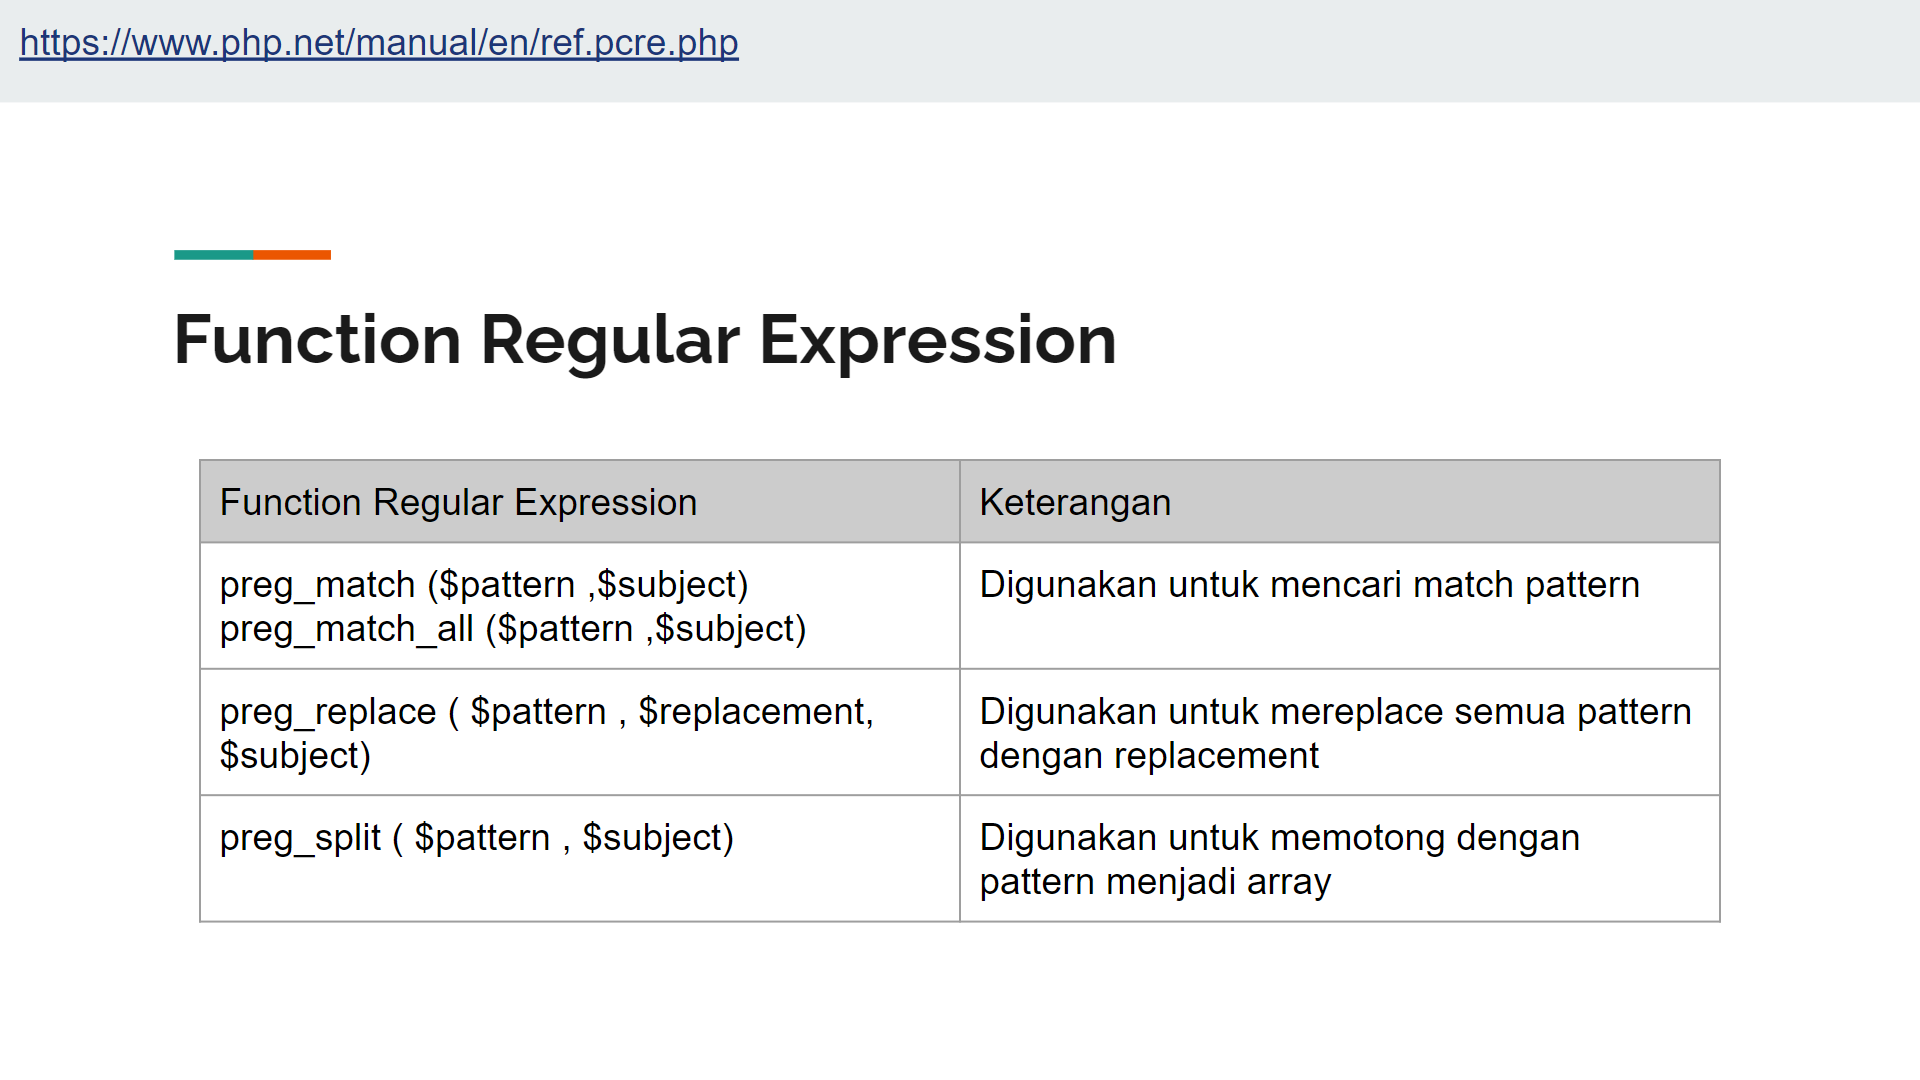 https://www.php.net/manual/en/ref.pcre.php
Function Regular Expression
Function Regular Expression
Keterangan
preg_match ($pattern ,$subject)
preg_match_all ($pattern ,$subject)
Digunakan untuk mencari match pattern
preg_replace ( $pattern , $replacement,
$subject)
Digunakan untuk mereplace semua pattern
dengan replacement
preg_split ( $pattern , $subject)
Digunakan untuk memotong dengan
pattern menjadi array